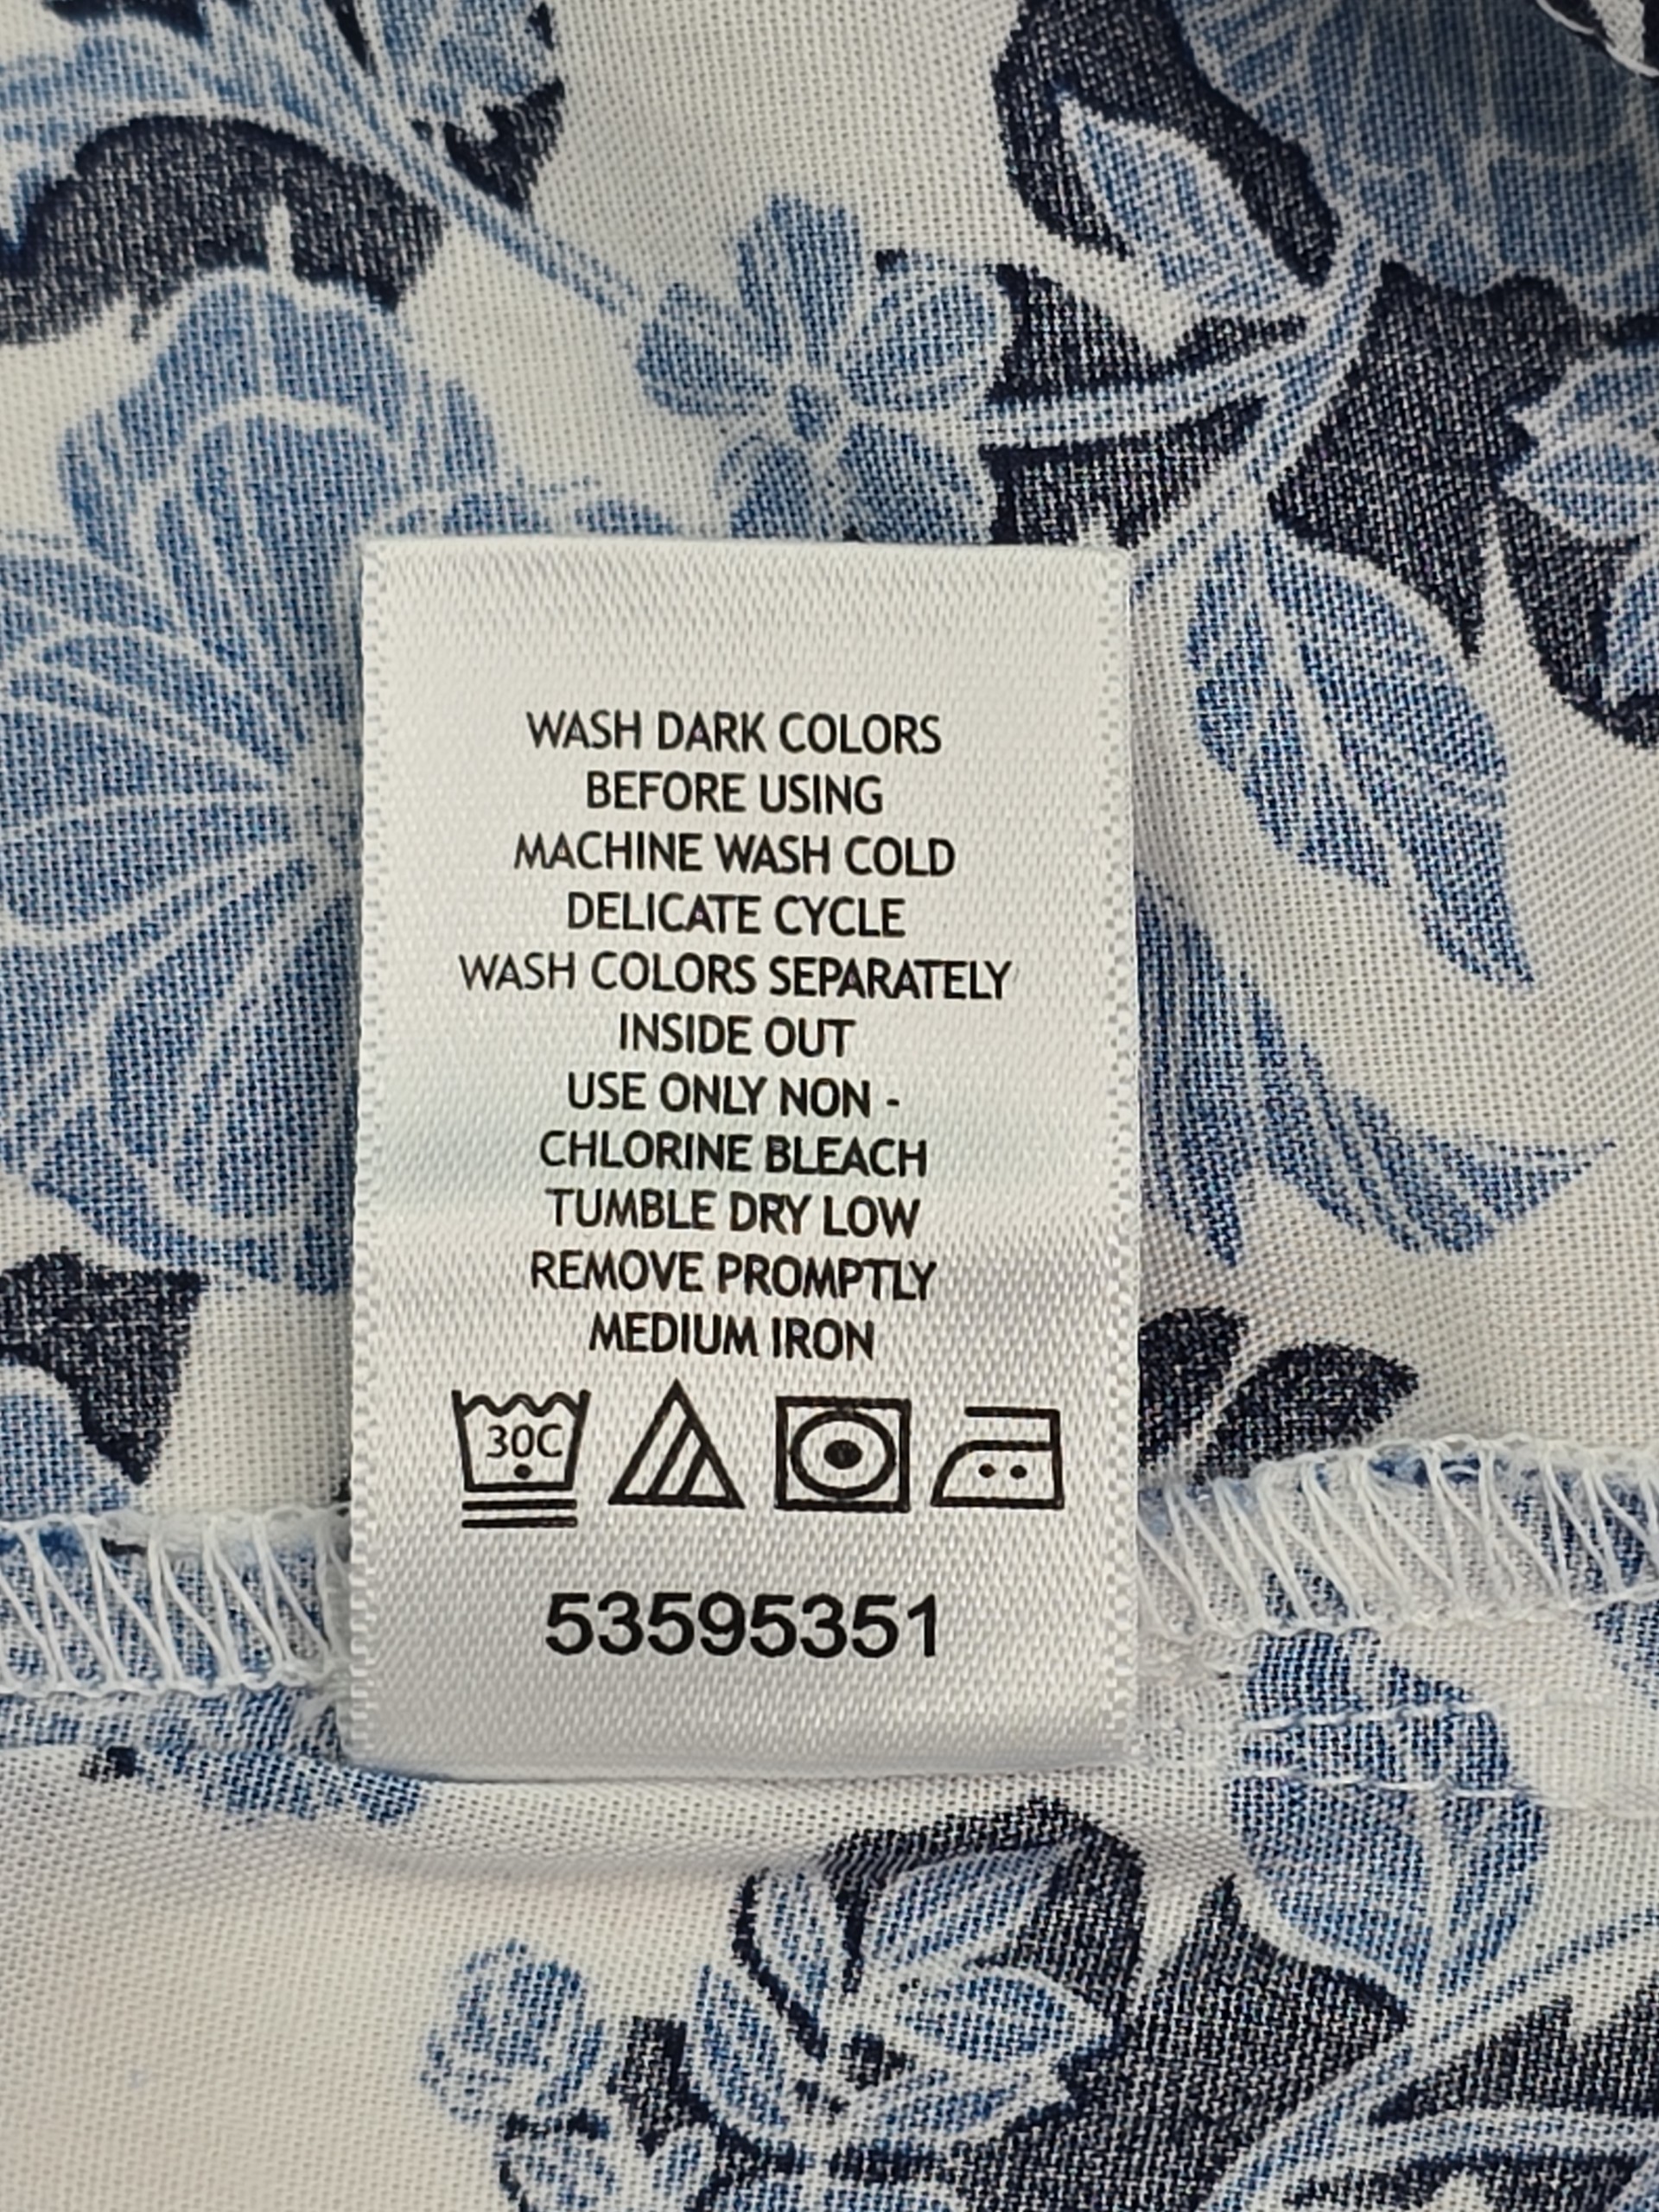 WASH DARK COLORS
BEFORE USING
MACHINE WASH COLD
DELICATE CYCLE
WASH COLORS SEPARATELY
INSIDE OUT
USE ONLY NON -
CHLORINE BLEACH
TUMBLE DRY LOW
REMOVE PROMPTLY
MEDIUM IRON
30C
53595351